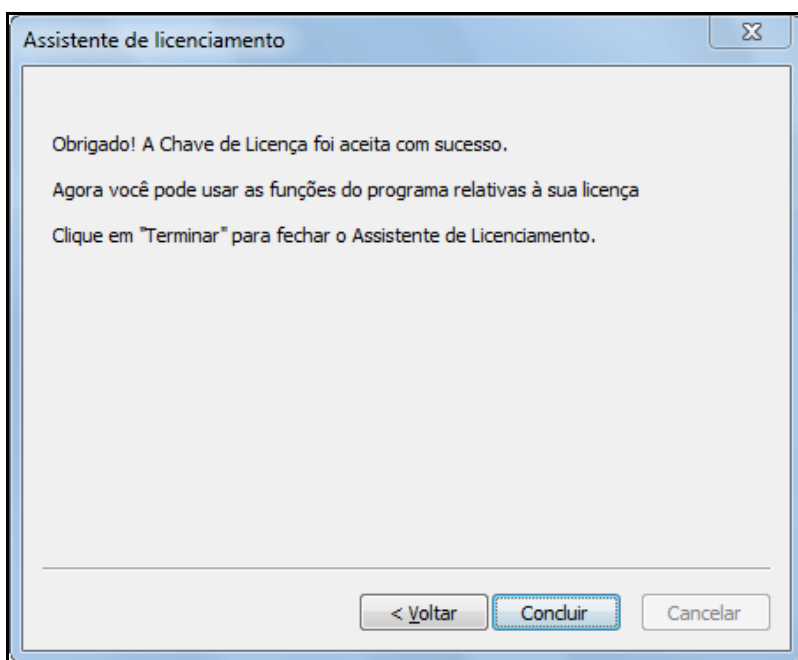 Assistente de licenciamento
Obrigado! A Chave de Licença foi aceita com sucesso.
Agora você pode usar as funções do programa relativas à sua licença
Clique em "Terminar" para fechar o Assistente de Licenciamento.
< Voltar Concluir Cancelar